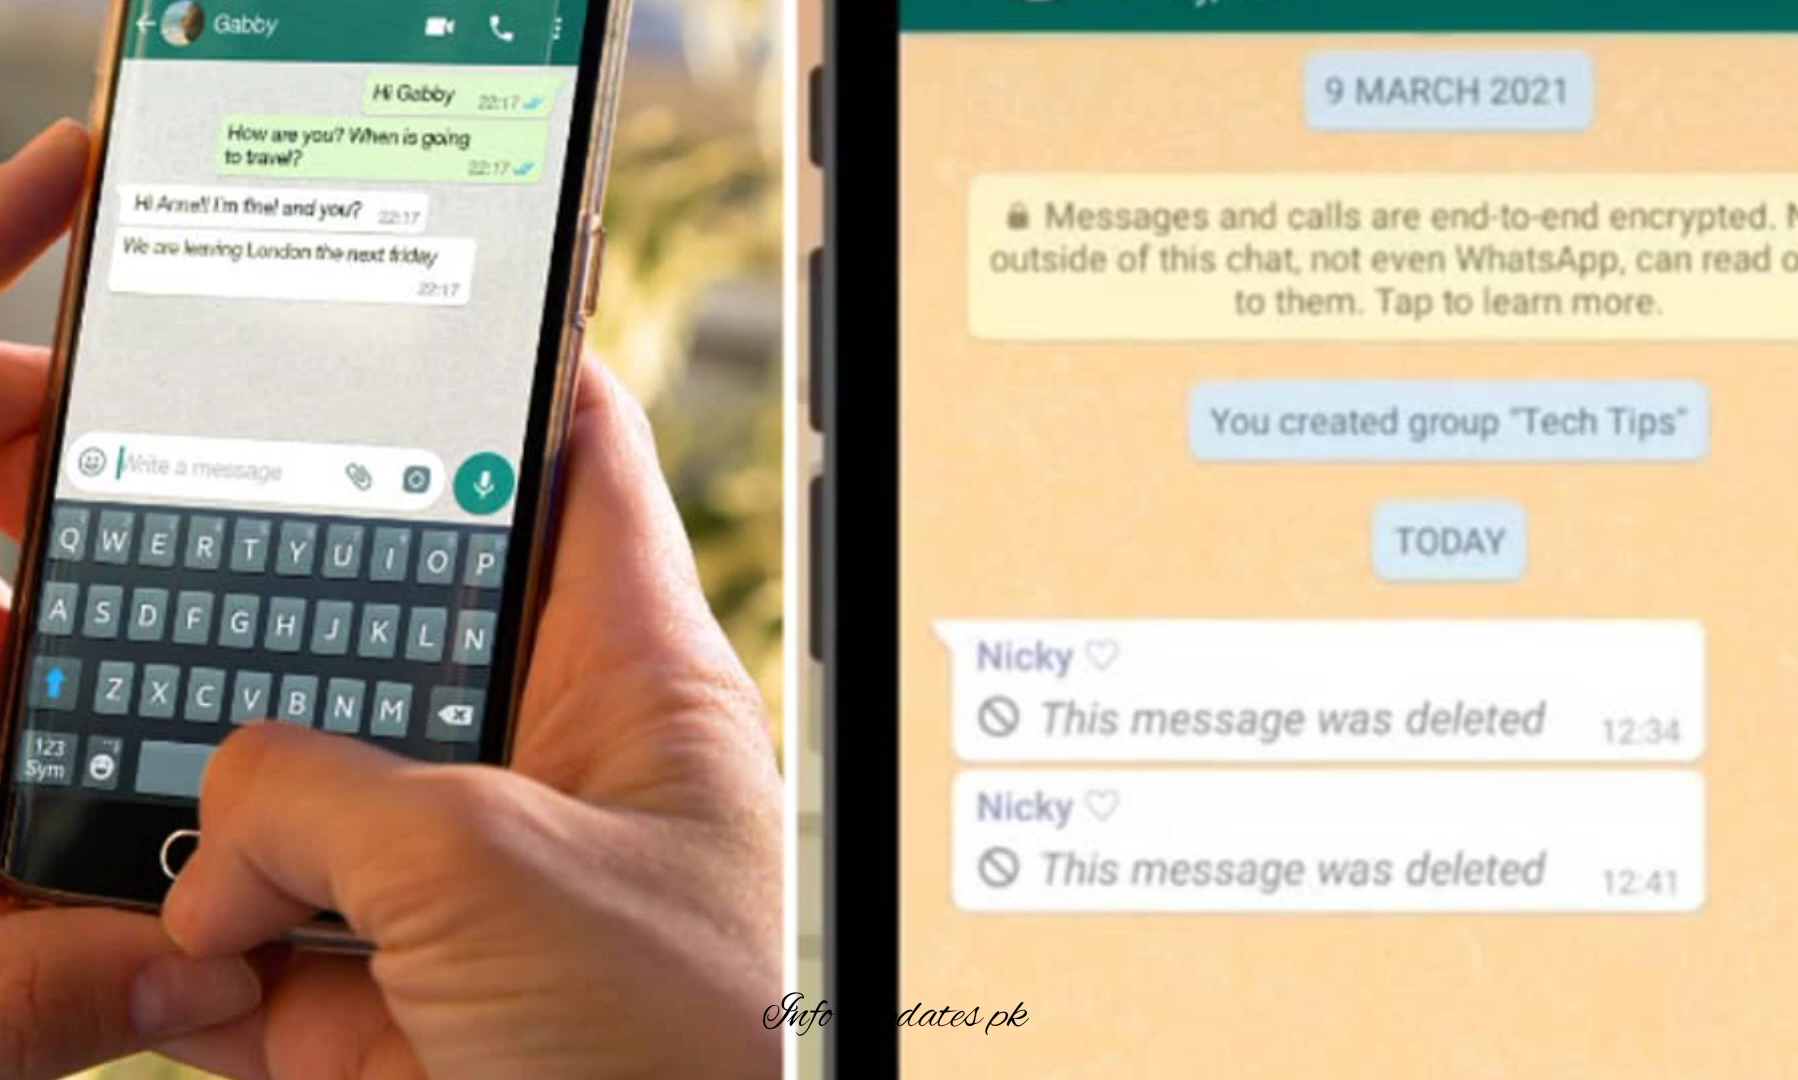 Gabby
Hi Gabby 22:17
How are you? When is going
to travel?
22:17
Hi Anne!! I'm fine! and you? 22:17
We are leaving London the next friday
22:17
Write a message
Q W E R T Y U I O P
A S D F G H J K L N
Z X C V B N M
123
Sym
9 MARCH 2021
Messages and calls are end-to-end encrypted.
outside of this chat, not even WhatsApp, can read
to them. Tap to learn more.
You created group "Tech Tips"
TODAY
Nicky ♡
This message was deleted 12:34
Nicky ♡
This message was deleted 12:41
Info dates pk